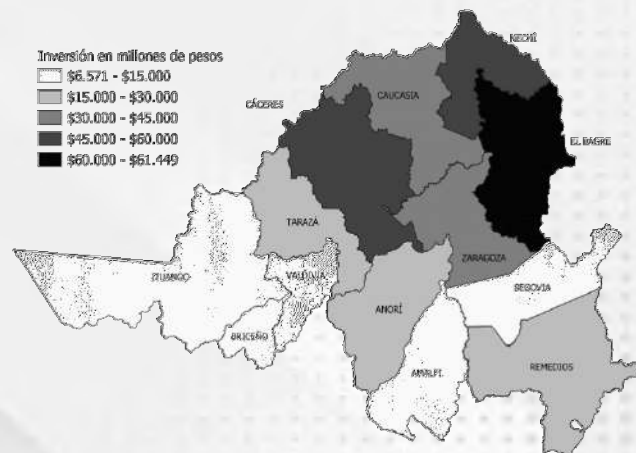 Inversión en millones de pesos
$6.571 - $15.000
$15.000 - $30.000
$30.000 - $45.000
$45.000 - $60.000
$60.000 - $61.449
NECHÍ
CAUCASIA
CÁCERES
EL BAGRE
TARAZÁ
ZARAGOZA
VALDIVIA
ITUANGO
SEGOVIA
ANORÍ
BRICEÑO
AMALFI
REMEDIOS